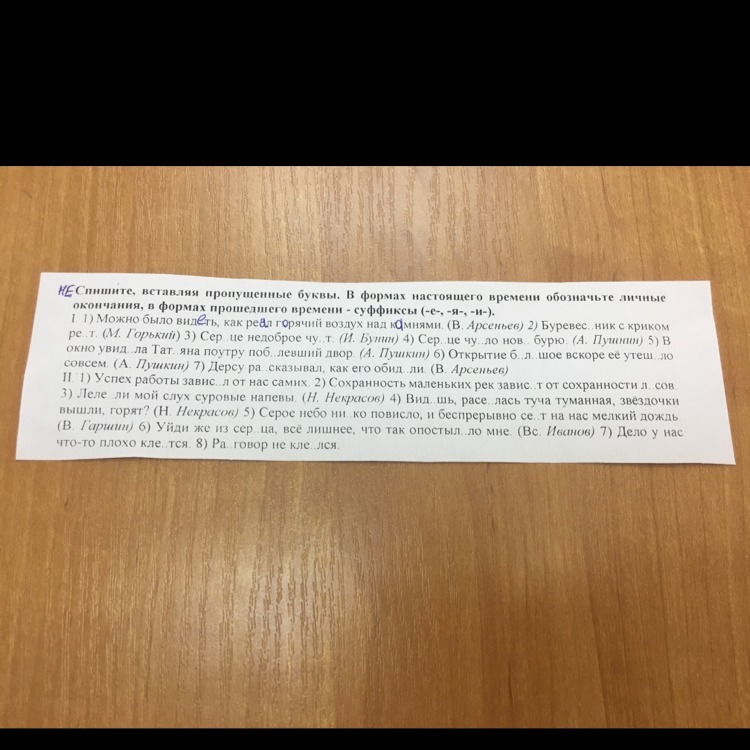 НЕ Спишите, вставляя пропущенные буквы. В формах настоящего времени обозначьте личные
окончания, в формах прошедшего времени - суффиксы (-е-, -я-, -и-).
I. 1) Можно было видеть, как реял горячий воздух над камнями. (В. Арсеньев) 2) Буревес..ник с криком
ре..т. (М. Горький) 3) Сер..це недоброе чу..т. (И. Бунин) 4) Сер..це чу..ло нов.. бурю. (А. Пушнин) 5) В
окно увид..ла Тат..яна поутру поб..левший двор. (А. Пушкин) 6) Открытие б..л..шое вскоре её утеш..ло
совсем. (А. Пушкин) 7) Дерсу ра..сказывал, как его обид..ли. (В. Арсеньев)
II. 1) Успех работы завис..л от нас самих. 2) Сохранность маленьких рек завис..т от сохранности л..сов.
3) Леле..ли мой слух суровые напевы. (Н. Некрасов) 4) Вид..шь, расе..лась туча туманная, звёздочки
вышли, горят? (Н. Некрасов) 5) Серое небо ни..ко повисло, и беспрерывно се..т на нас мелкий дождь.
(В. Гаршин) 6) Уйди же из сер..ца, всё лишнее, что так опостыл..ло мне. (Вс. Иванов) 7) Дело у нас
что-то плохо кле..тся. 8) Ра..говор не кле..лся.